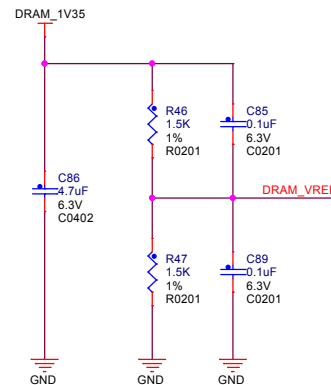 DRAM_1V35
R46
1.5K
1%
R0201
C85
0.1uF
6.3V
C0201
C86
4.7uF
6.3V
C0402
DRAM_VREI
R47
1.5K
1%
R0201
C89
0.1uF
6.3V
C0201
GND
GND
GND